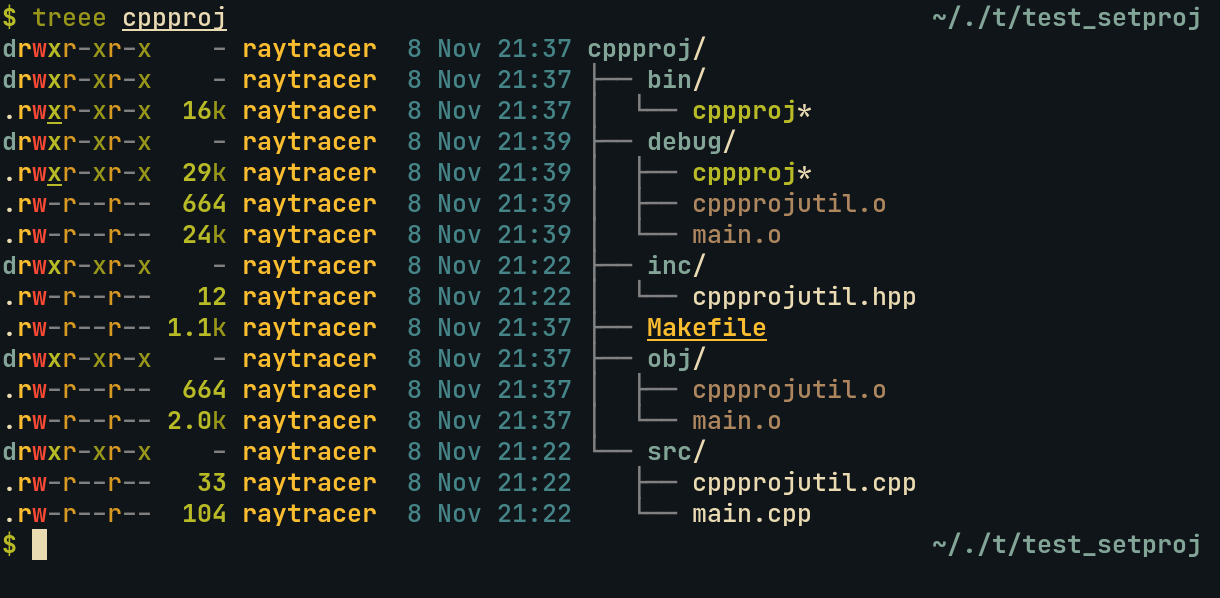 $ treee cppproj ~/./t/test_setproj
drwxr-xr-x    - raytracer  8 Nov 21:37 cppproj/
drwxr-xr-x    - raytracer  8 Nov 21:37 ├── bin/
.rwxr-xr-x  16k raytracer  8 Nov 21:37 │  └── cppproj*
drwxr-xr-x    - raytracer  8 Nov 21:39 ├── debug/
.rwxr-xr-x  29k raytracer  8 Nov 21:39 │  ├── cppproj*
.rw-r--r--  664 raytracer  8 Nov 21:39 │  ├── cppprojutil.o
.rw-r--r--  24k raytracer  8 Nov 21:39 │  └── main.o
drwxr-xr-x    - raytracer  8 Nov 21:22 ├── inc/
.rw-r--r--   12 raytracer  8 Nov 21:22 │  └── cppprojutil.hpp
.rw-r--r-- 1.1k raytracer  8 Nov 21:37 ├── Makefile
drwxr-xr-x    - raytracer  8 Nov 21:37 ├── obj/
.rw-r--r--  664 raytracer  8 Nov 21:37 │  ├── cppprojutil.o
.rw-r--r-- 2.0k raytracer  8 Nov 21:37 │  └── main.o
drwxr-xr-x    - raytracer  8 Nov 21:22 └── src/
.rw-r--r--   33 raytracer  8 Nov 21:22    ├── cppprojutil.cpp
.rw-r--r--  104 raytracer  8 Nov 21:22    └── main.cpp
$ ~/./t/test_setproj